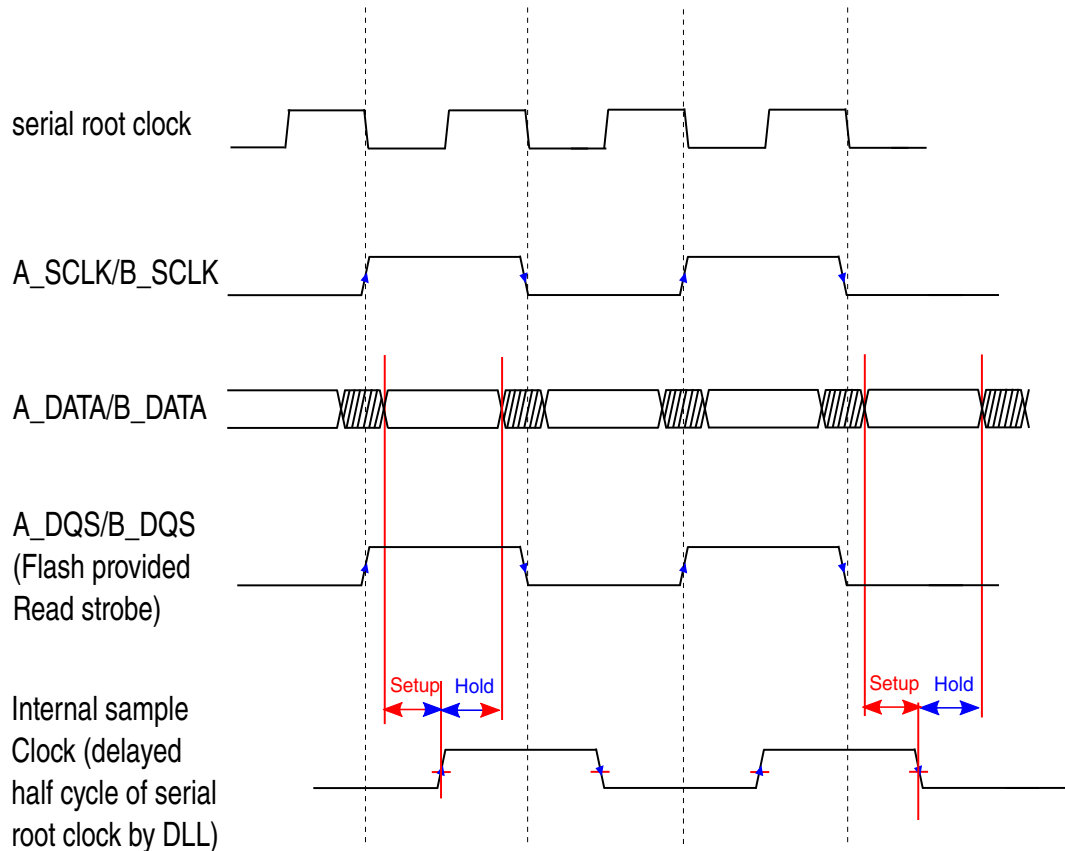 serial root clock
A_SCLK/B_SCLK
A_DATA/B_DATA
A_DQS/B_DQS
(Flash provided
Read strobe)
Setup Hold
Setup Hold
Internal sample
Clock (delayed
half cycle of serial
root clock by DLL)